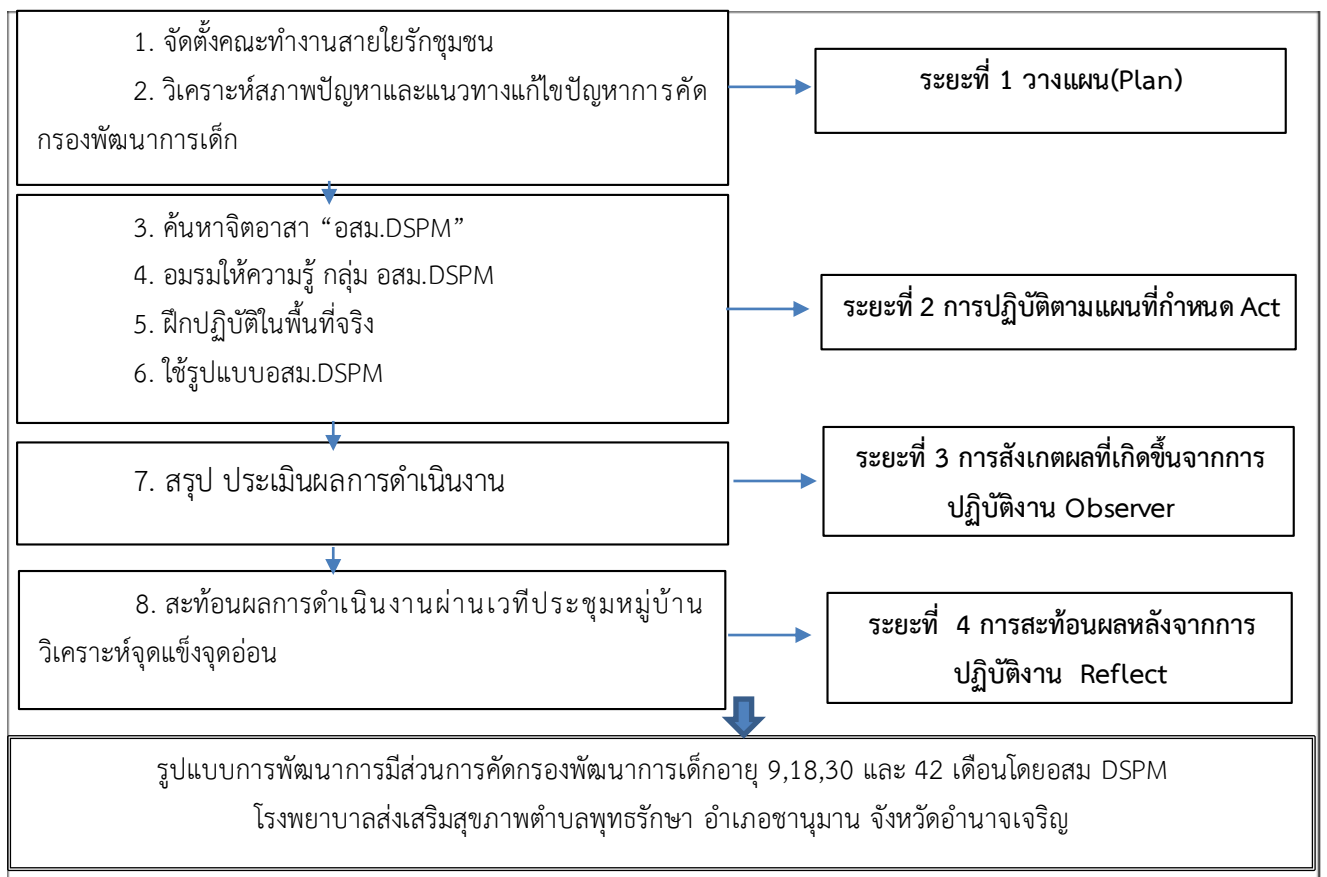 1. จัดตั้งคณะทำงานสายใยรักชุมชน
2. วิเคราะห์สภาพปัญหาและแนวทางแก้ไขปัญหาการคัด
กรองพัฒนาการเด็ก
ระยะที่ 1 วางแผน(Plan)
3. ค้นหาจิตอาสา “อสม.DSPM”
4. อมรมให้ความรู้ กลุ่ม อสม.DSPM
5. ฝึกปฏิบัติในพื้นที่จริง
6. ใช้รูปแบบอสม.DSPM
ระยะที่ 2 การปฏิบัติตามแผนที่กำหนด Act
7. สรุป ประเมินผลการดำเนินงาน
ระยะที่ 3 การสังเกตผลที่เกิดขึ้นจากการ
ปฏิบัติงาน Observer
8. สะท้อนผลการดำเนินงานผ่านเวทีประชุมหมู่บ้าน
วิเคราะห์จุดแข็งจุดอ่อน
ระยะที่ 4 การสะท้อนผลหลังจากการ
ปฏิบัติงาน Reflect
รูปแบบการพัฒนาการมีส่วนการคัดกรองพัฒนาการเด็กอายุ 9,18,30 และ 42 เดือนโดยอสม DSPM
โรงพยาบาลส่งเสริมสุขภาพตำบลพุทธรักษา อำเภอชานุมาน จังหวัดอำนาจเจริญ